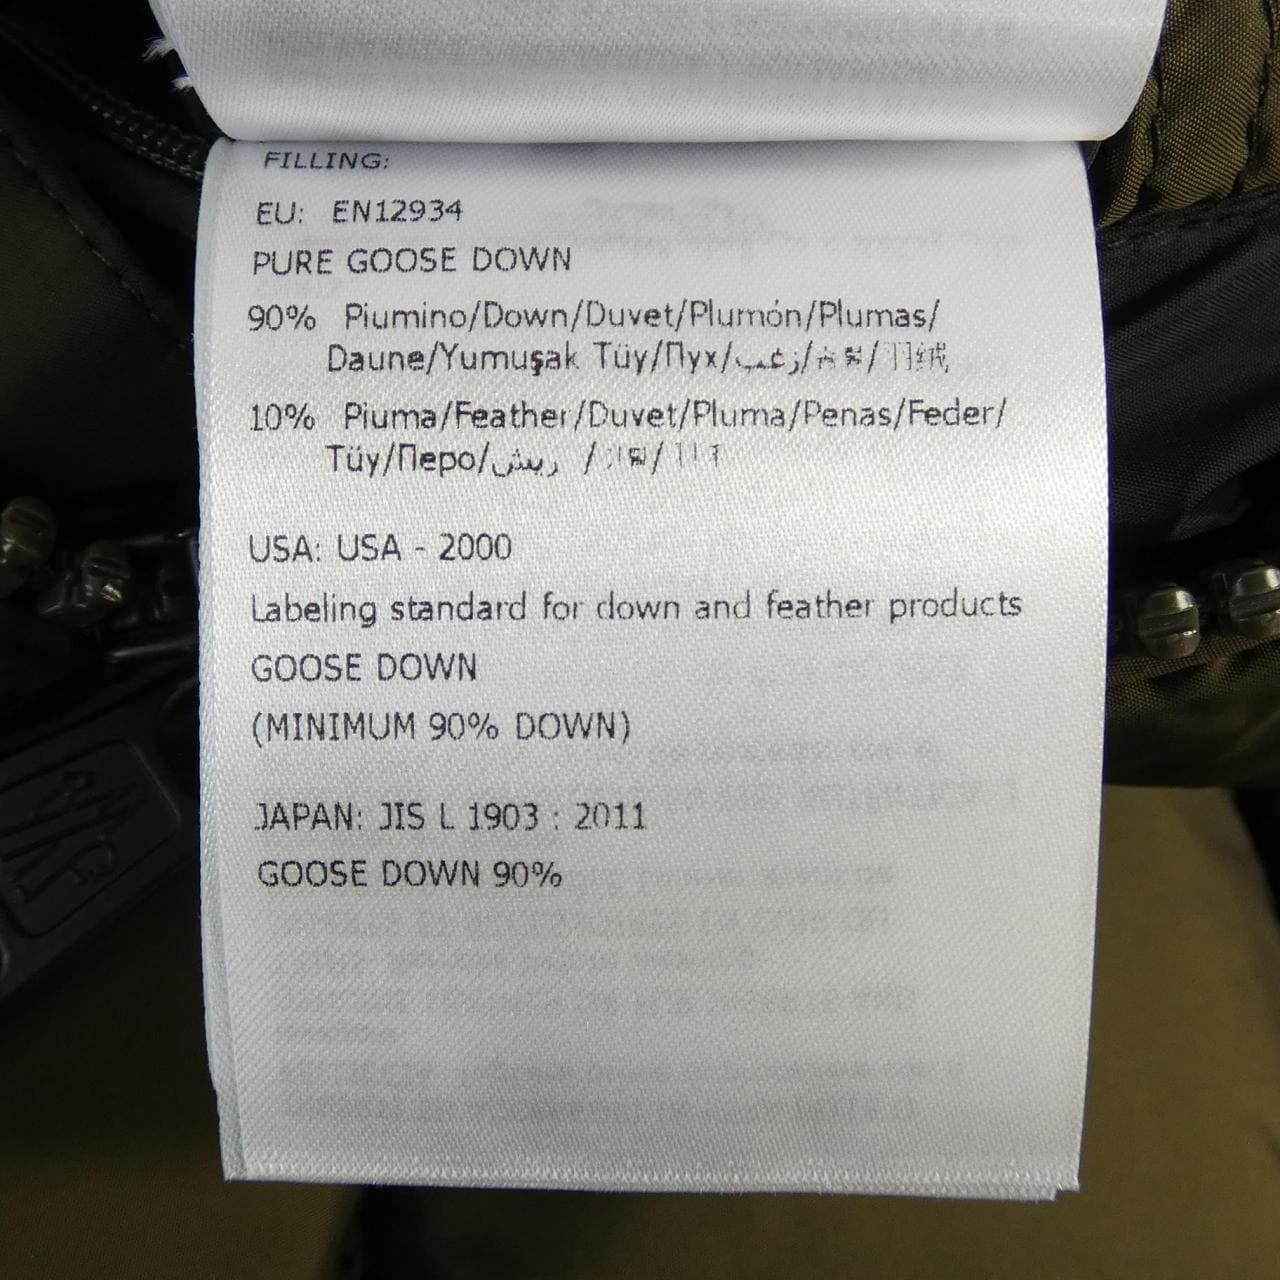 FILLING:
EU: EN12934
PURE GOOSE DOWN
90% Piumino/Down/Duvet/Plumón/Plumas/
Daune/Yumuşak Tüy/Пух/زغب/
10% Piuma/Feather/Duvet/Pluma/Penas/Feder/
Tüy/Перо/ريش /
USA: USA - 2000
Labeling standard for down and feather products
GOOSE DOWN
(MINIMUM 90% DOWN)
JAPAN: JIS L 1903 : 2011
GOOSE DOWN 90%